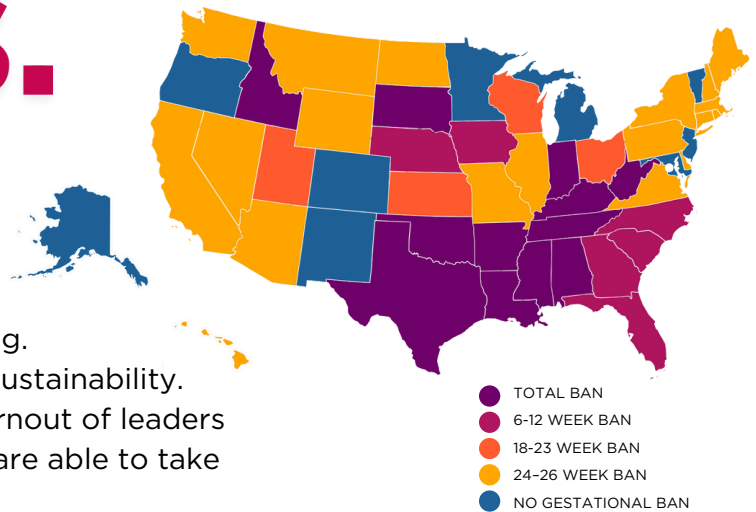 S.
g.
ustainability.
rnout of leaders
are able to take
TOTAL BAN
6-12 WEEK BAN
18-23 WEEK BAN
24–26 WEEK BAN
NO GESTATIONAL BAN